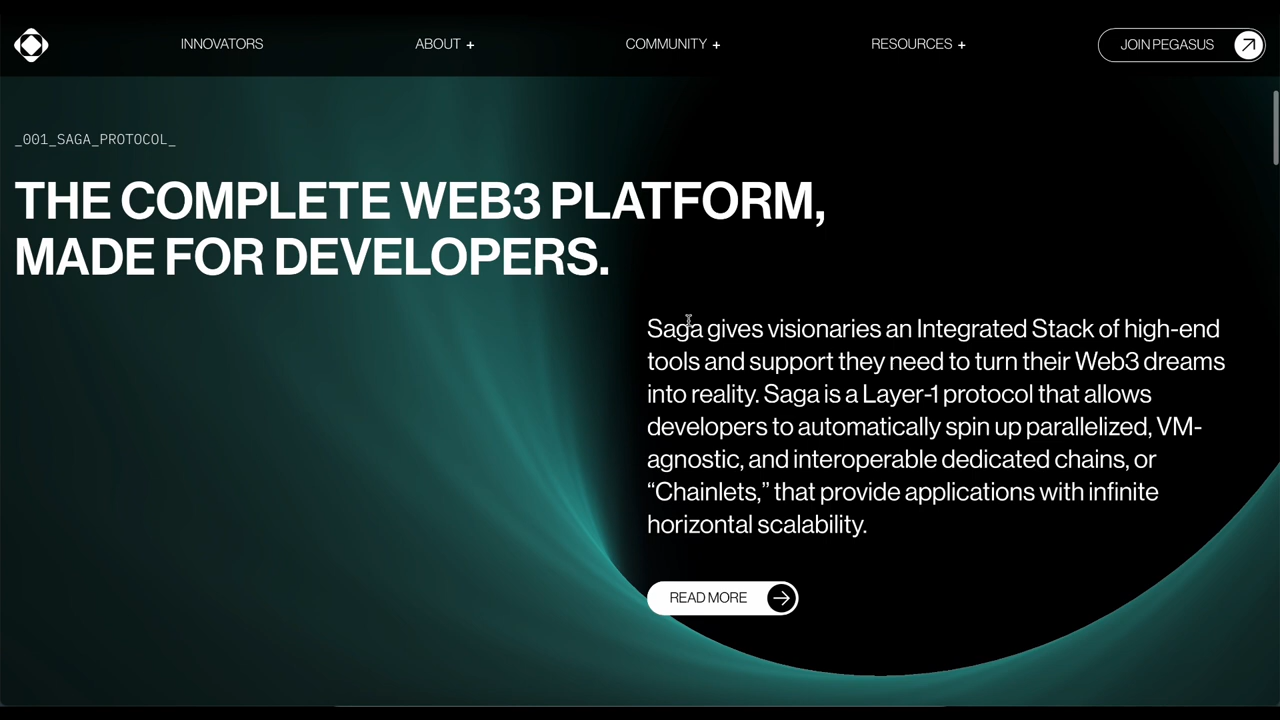 INNOVATORS
ABOUT +
COMMUNITY +
RESOURCES +
JOIN PEGASUS
_001_SAGA_PROTOCOL_
THE COMPLETE WEB3 PLATFORM,
MADE FOR DEVELOPERS.
Saga gives visionaries an Integrated Stack of high-end
tools and support they need to turn their Web3 dreams
into reality. Saga is a Layer-1 protocol that allows
developers to automatically spin up parallelized, VM-
agnostic, and interoperable dedicated chains, or
“Chainlets,” that provide applications with infinite
horizontal scalability.
READ MORE